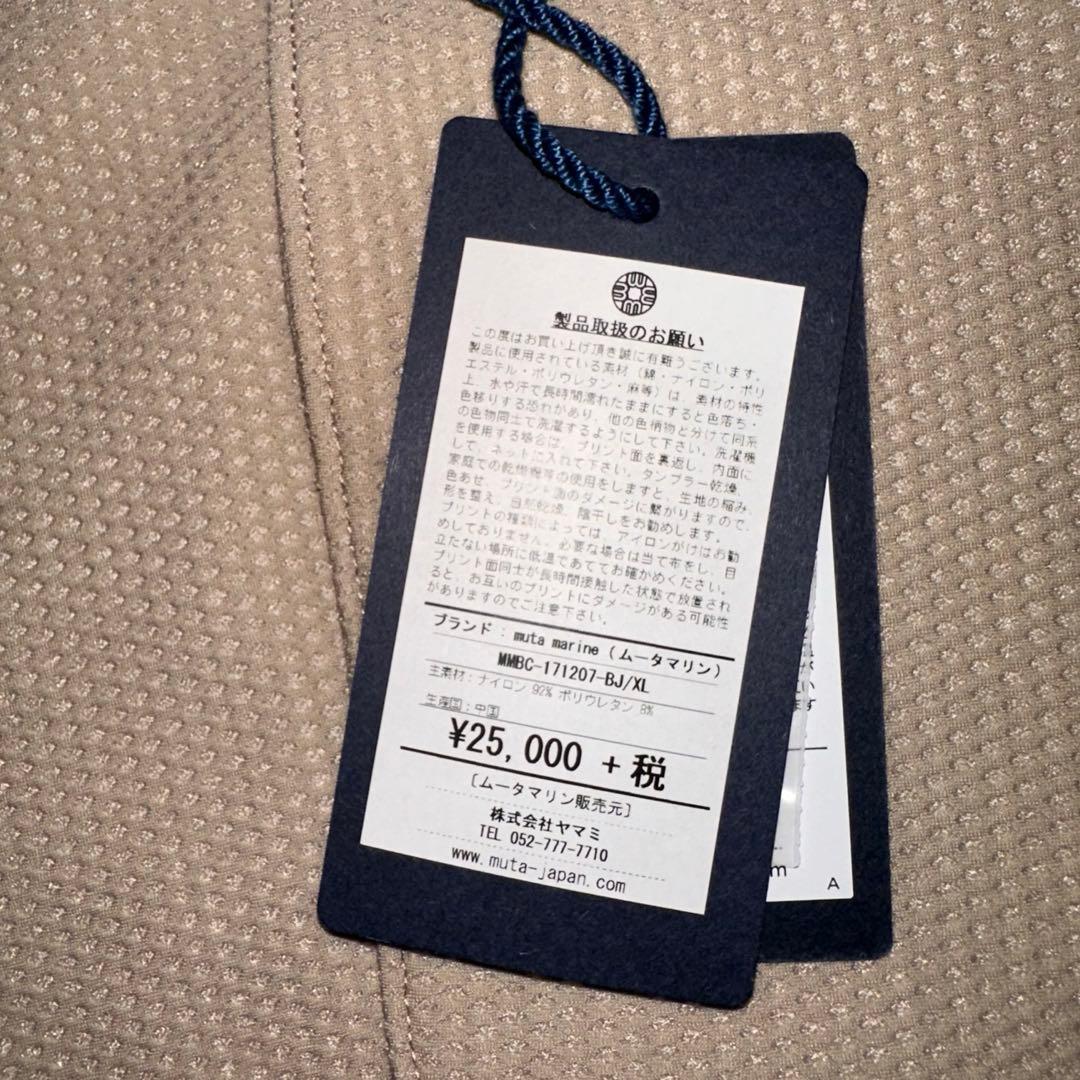 製品取扱のお願い
この度はお買い上げ頂き誠に有難うございます。
製品に使用されている素材（綿・ナイロン・ポリ
エステル・ポリウレタン・麻等）は、素材の特性
上、水や汗で長時間濡れたままにすると色落ち・
色移りする恐れがあり、他の色柄物と分けて同系
の色物同士で洗濯するようにして下さい。洗濯機
を使用する場合は、プリント面を裏返し、内面に
して、ネットに入れて下さい。タンブラー乾燥、
家庭での乾燥機等の使用をしますと、生地の縮み、
色あせ、プリント面のダメージに繋がりますので、
形を整え、自然乾燥、陰干しをお勧めします。
プリントの種類によっては、アイロンがけはお勧
めしておりません。必要な場合は当て布をし、目
立たない場所に低温であててお確かめください。
プリント面同士が長時間接触した状態で放置され
ると、お互いのプリントにダメージがある可能性
がありますのでご注意下さい。
ブランド : muta marine（ムータマリン）
MMBC-171207-BJ/XL
主素材：ナイロン 92% ポリウレタン 8%
生産国：中国
¥25,000 +税
［ムータマリン販売元］
株式会社ヤマミ
TEL 052-777-7710
www.muta-japan.com
が
い
ます
m
A